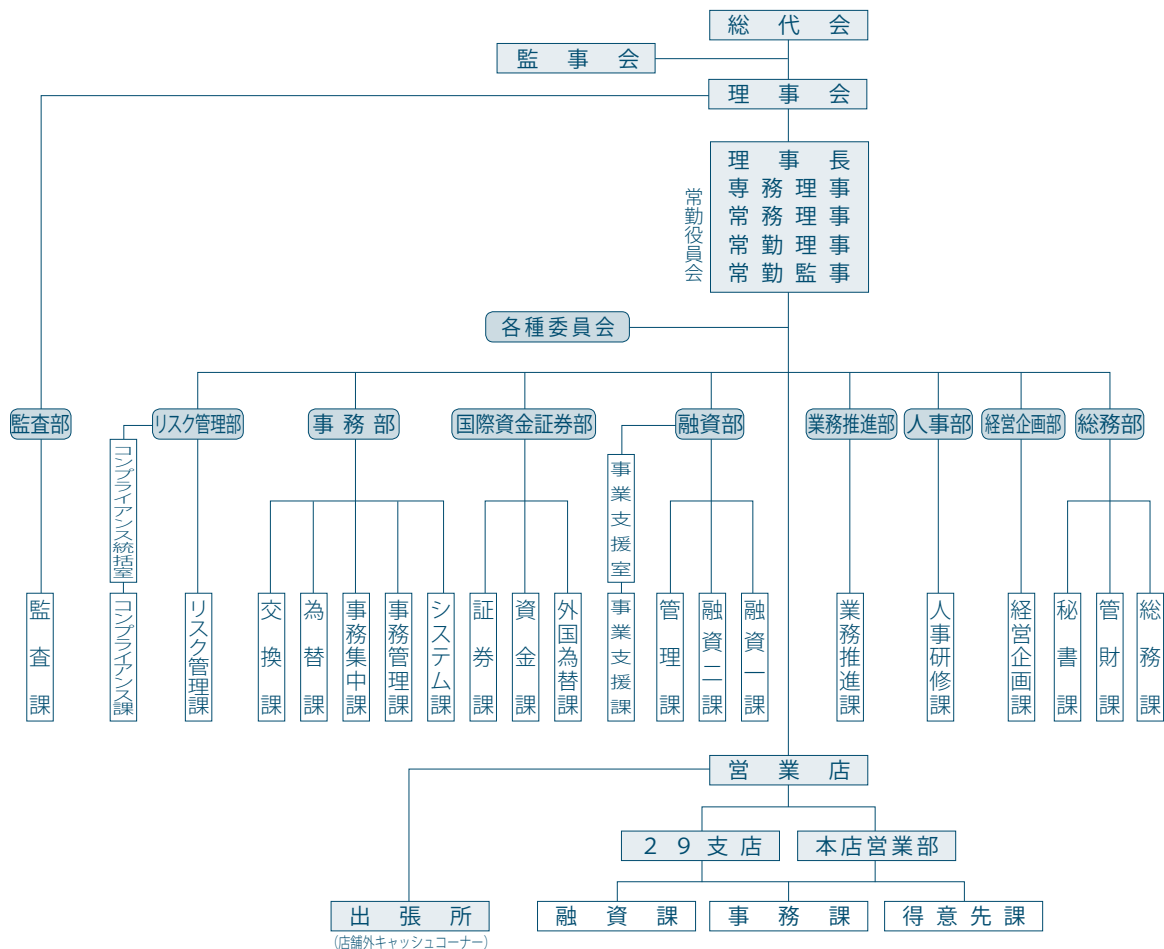 総代会
監事会
理事会
理事長
専務理事
常務理事
常勤理事
常勤監事
常勤役員会
各種委員会
監査部
リスク管理部
事務部
国際資金証券部
融資部
業務推進部
人事部
経営企画部
総務部
コンプライアンス統括室
事業支援室
監査課
コンプライアンス課
リスク管理課
交換課
為替課
事務集中課
事務管理課
システム課
証券課
資金課
外国為替課
事業支援課
管理課
融資二課
融資一課
業務推進課
人事研修課
経営企画課
秘書課
管財課
総務課
営業店
29支店
本店営業部
出張所
(店舗外キャッシュコーナー)
融資課
事務課
得意先課